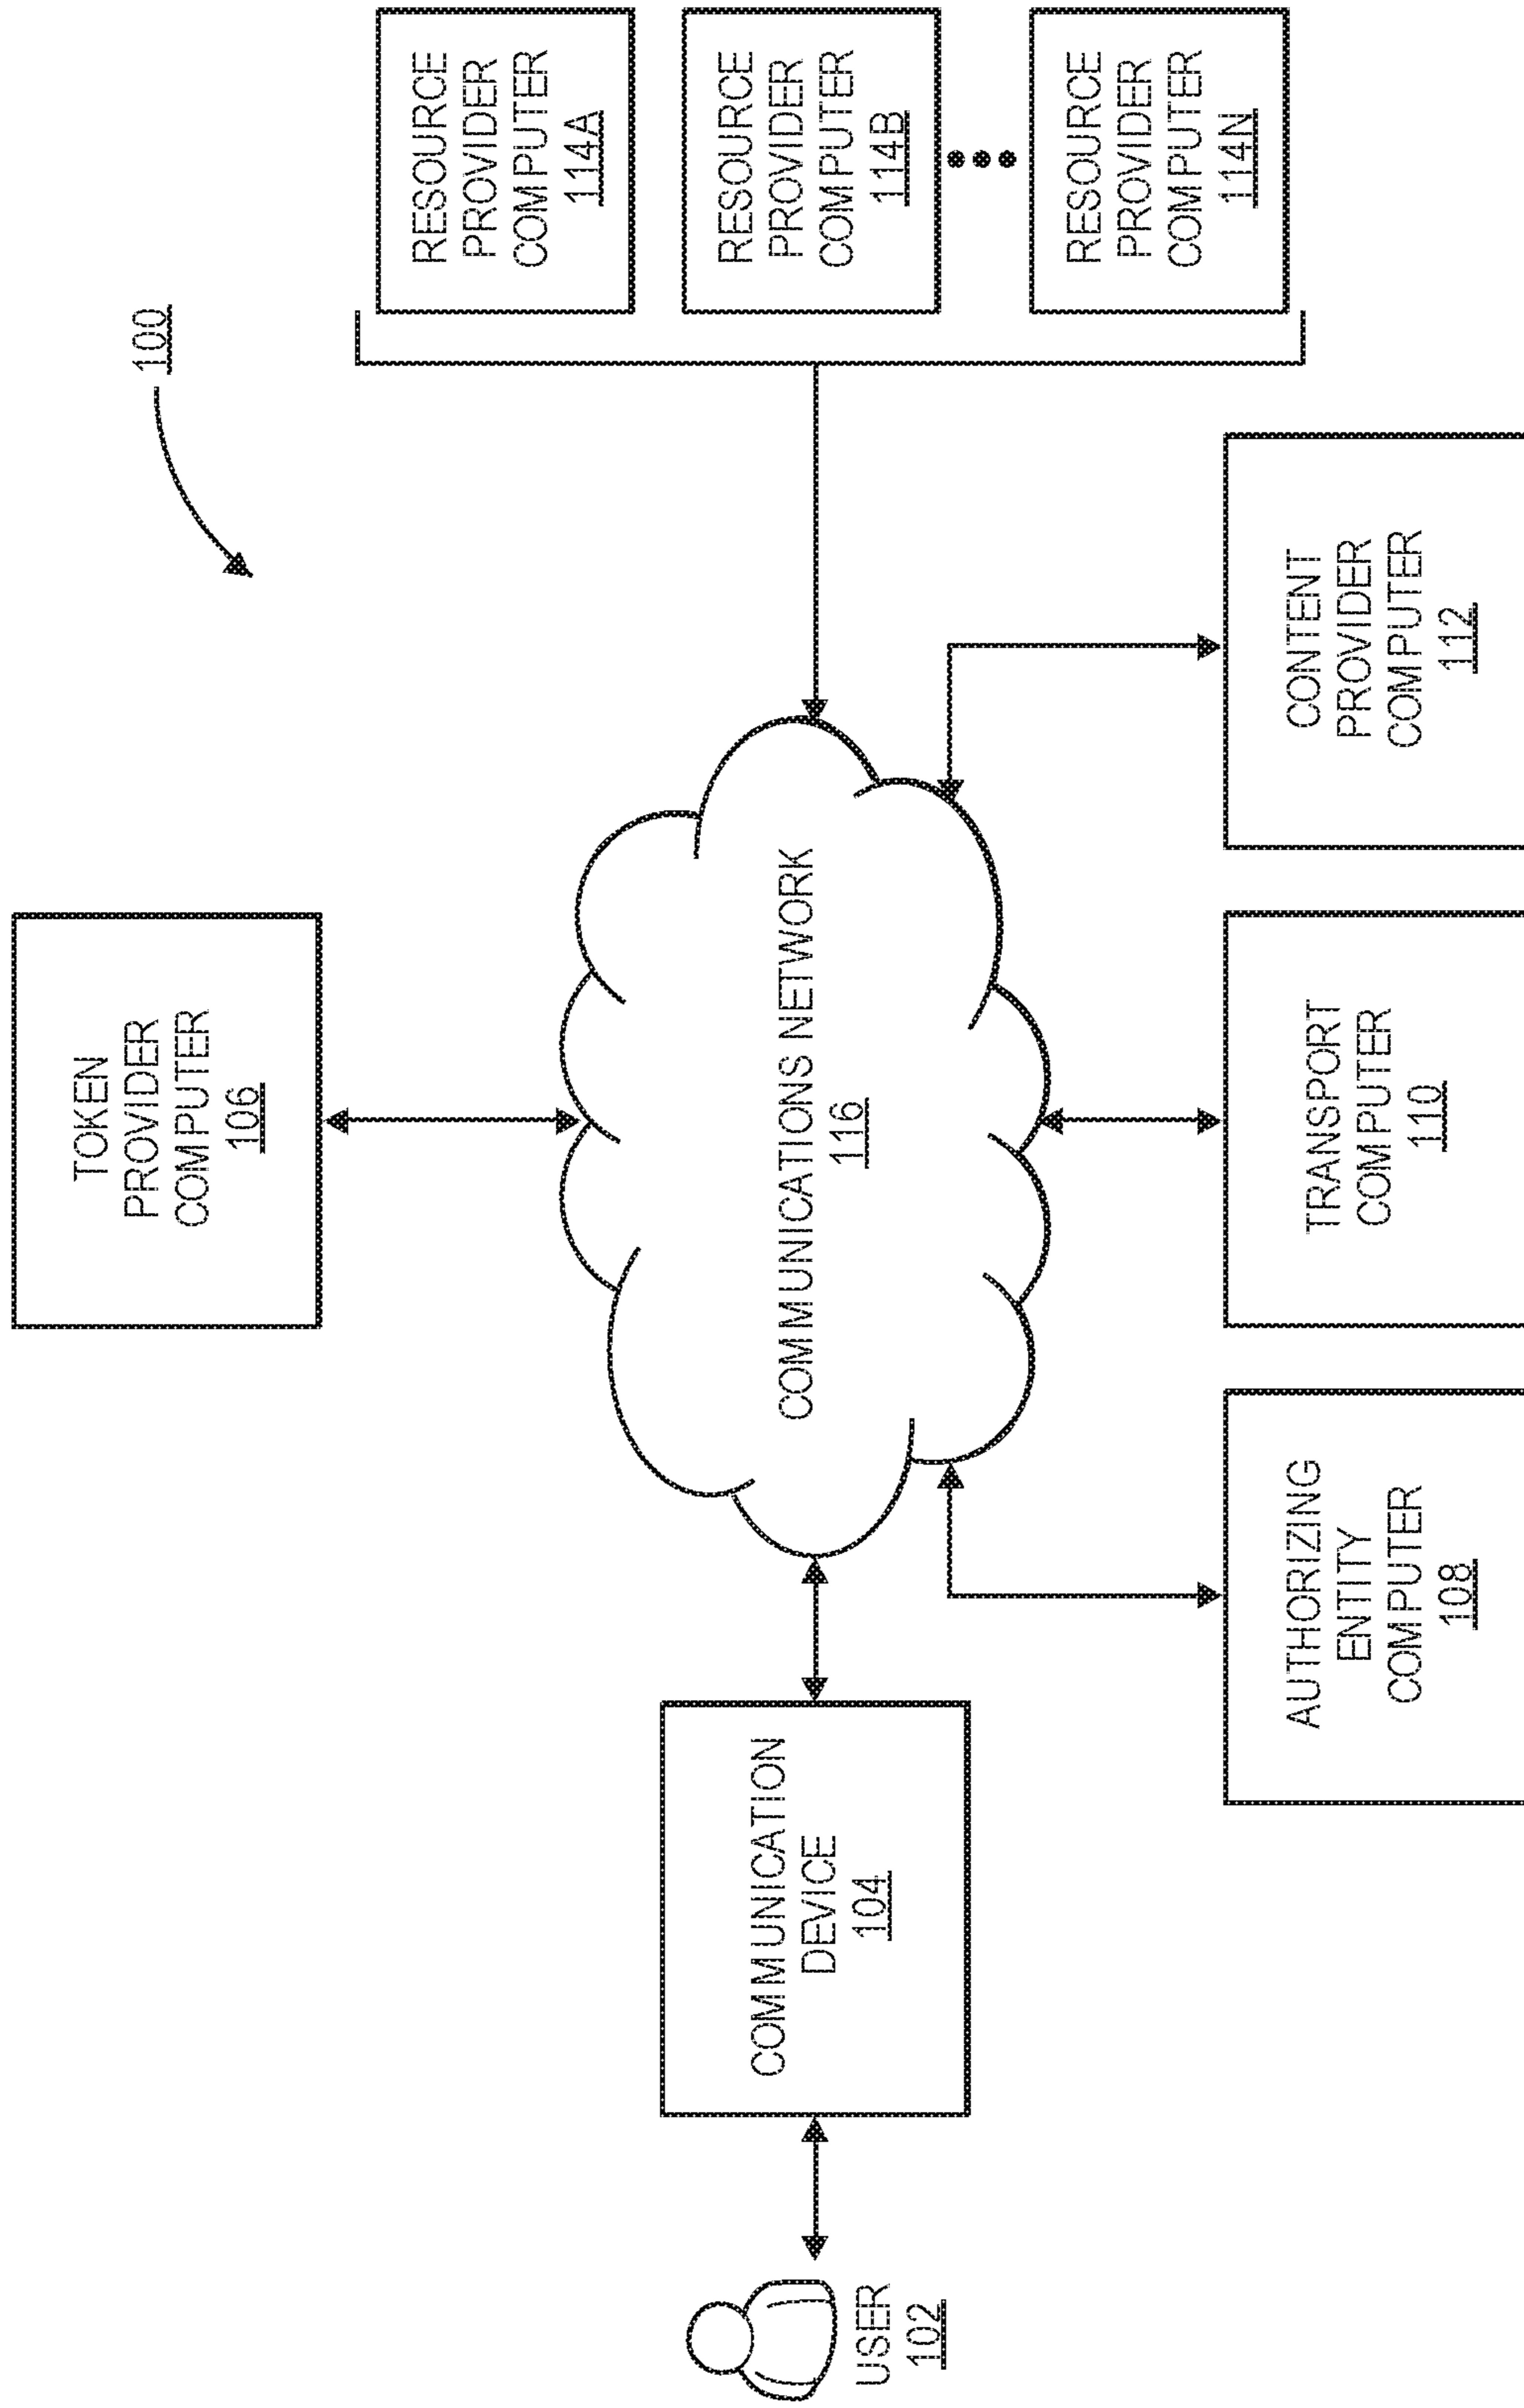 100
TOKEN
PROVIDER
COMPUTER
106
USER
102
COMMUNICATION
DEVICE
104
COMMUNICATIONS NETWORK
116
RESOURCE
PROVIDER
COMPUTER
114A
RESOURCE
PROVIDER
COMPUTER
114B
RESOURCE
PROVIDER
COMPUTER
114N
AUTHORIZING
ENTITY
COMPUTER
108
TRANSPORT
COMPUTER
110
CONTENT
PROVIDER
COMPUTER
112